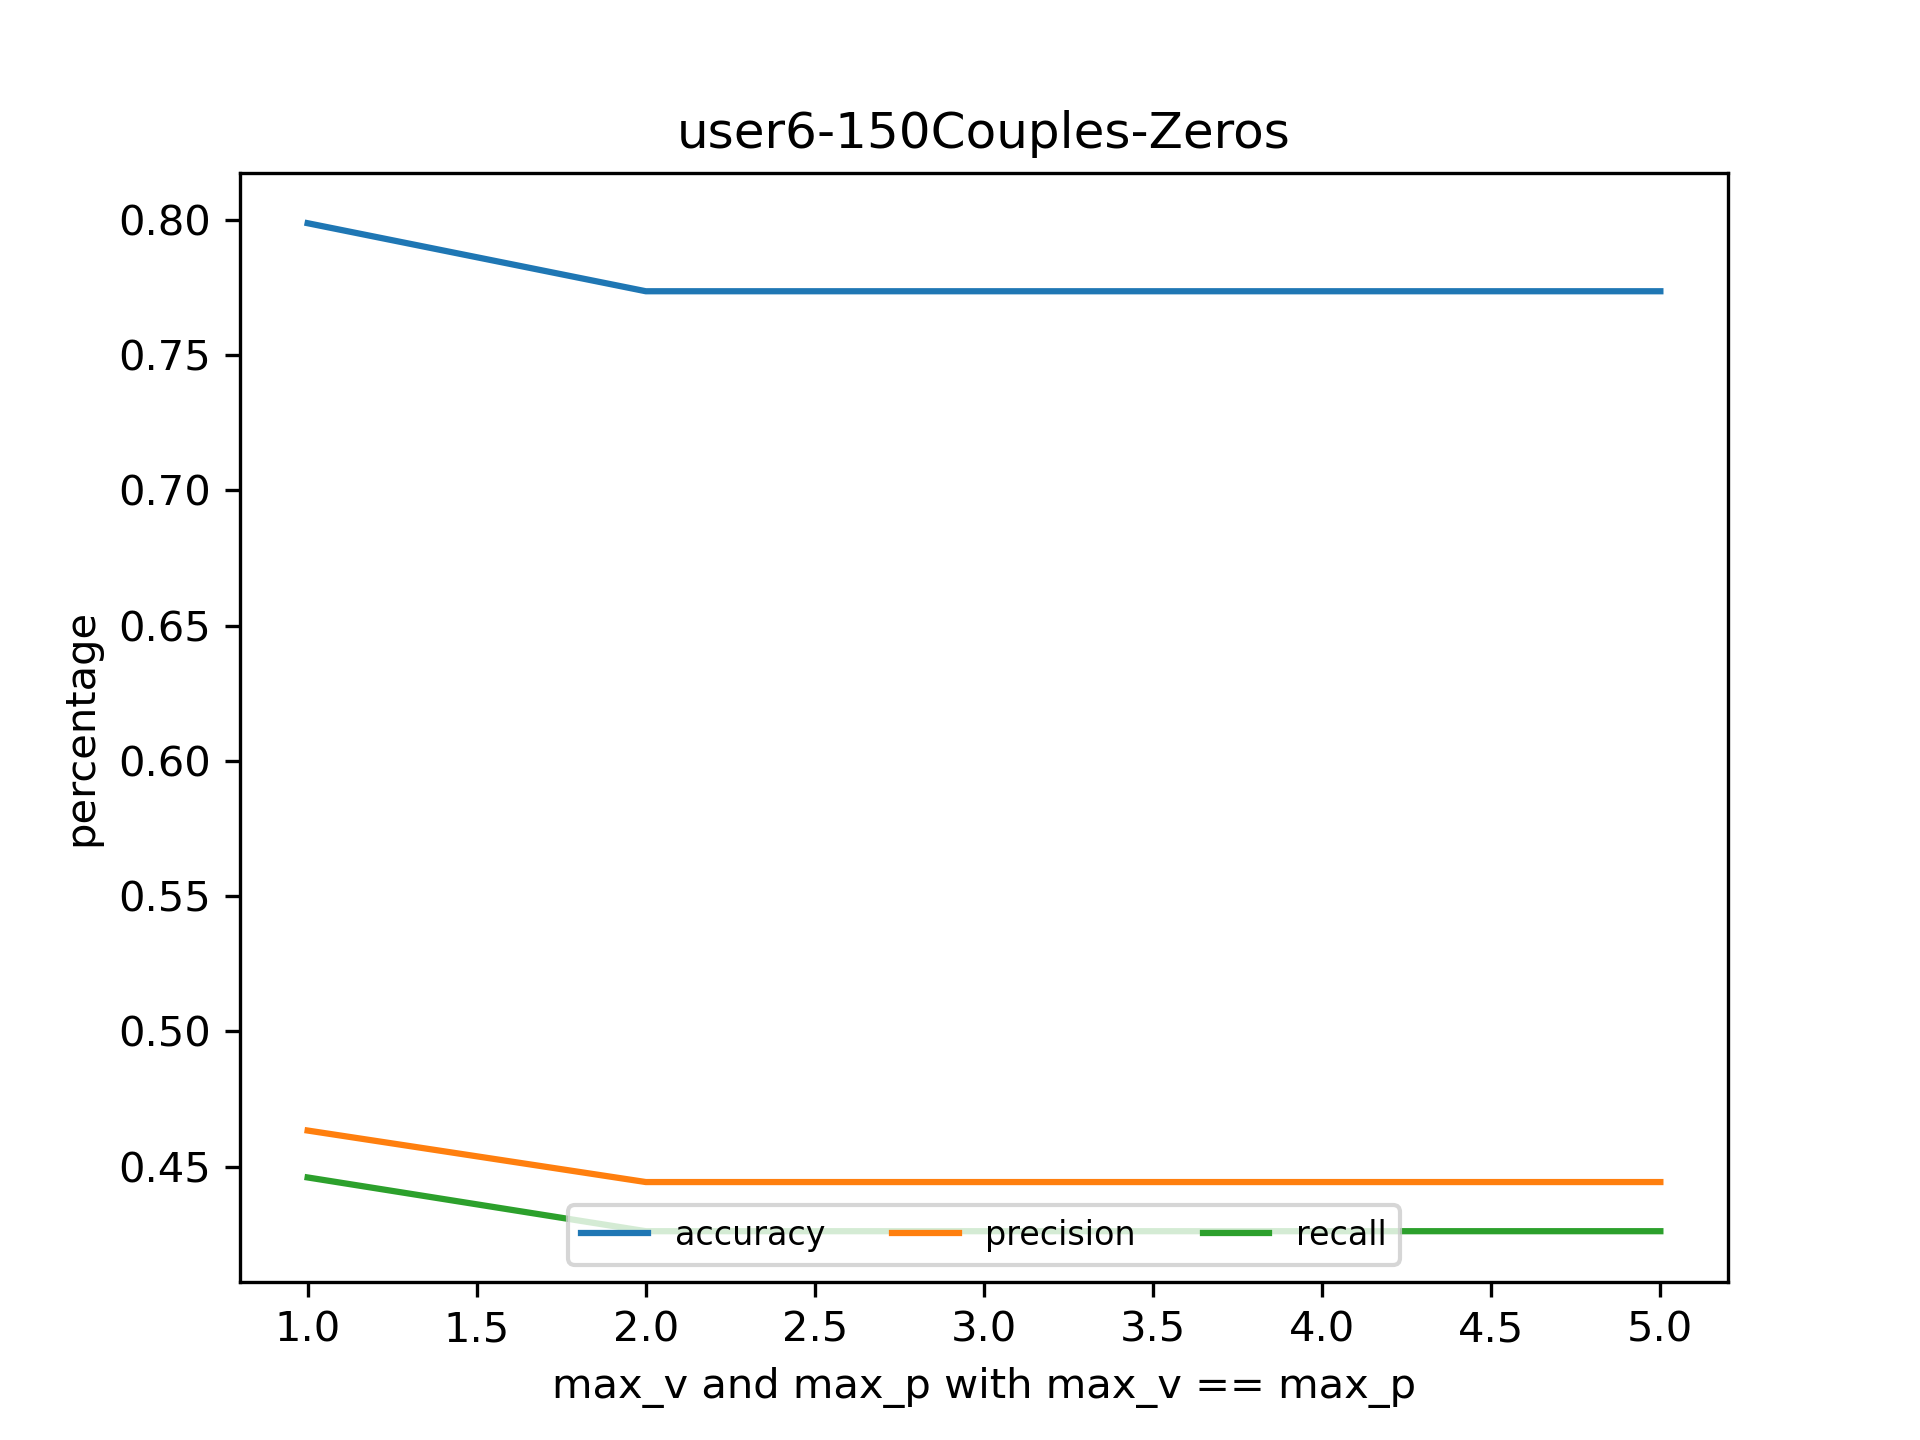 user6-150Couples-Zeros
percentage
0.80
0.75
0.70
0.65
0.60
0.55
0.50
0.45
accuracy precision recall
1.0 1.5 2.0 2.5 3.0 3.5 4.0 4.5 5.0
max_v and max_p with max_v == max_p